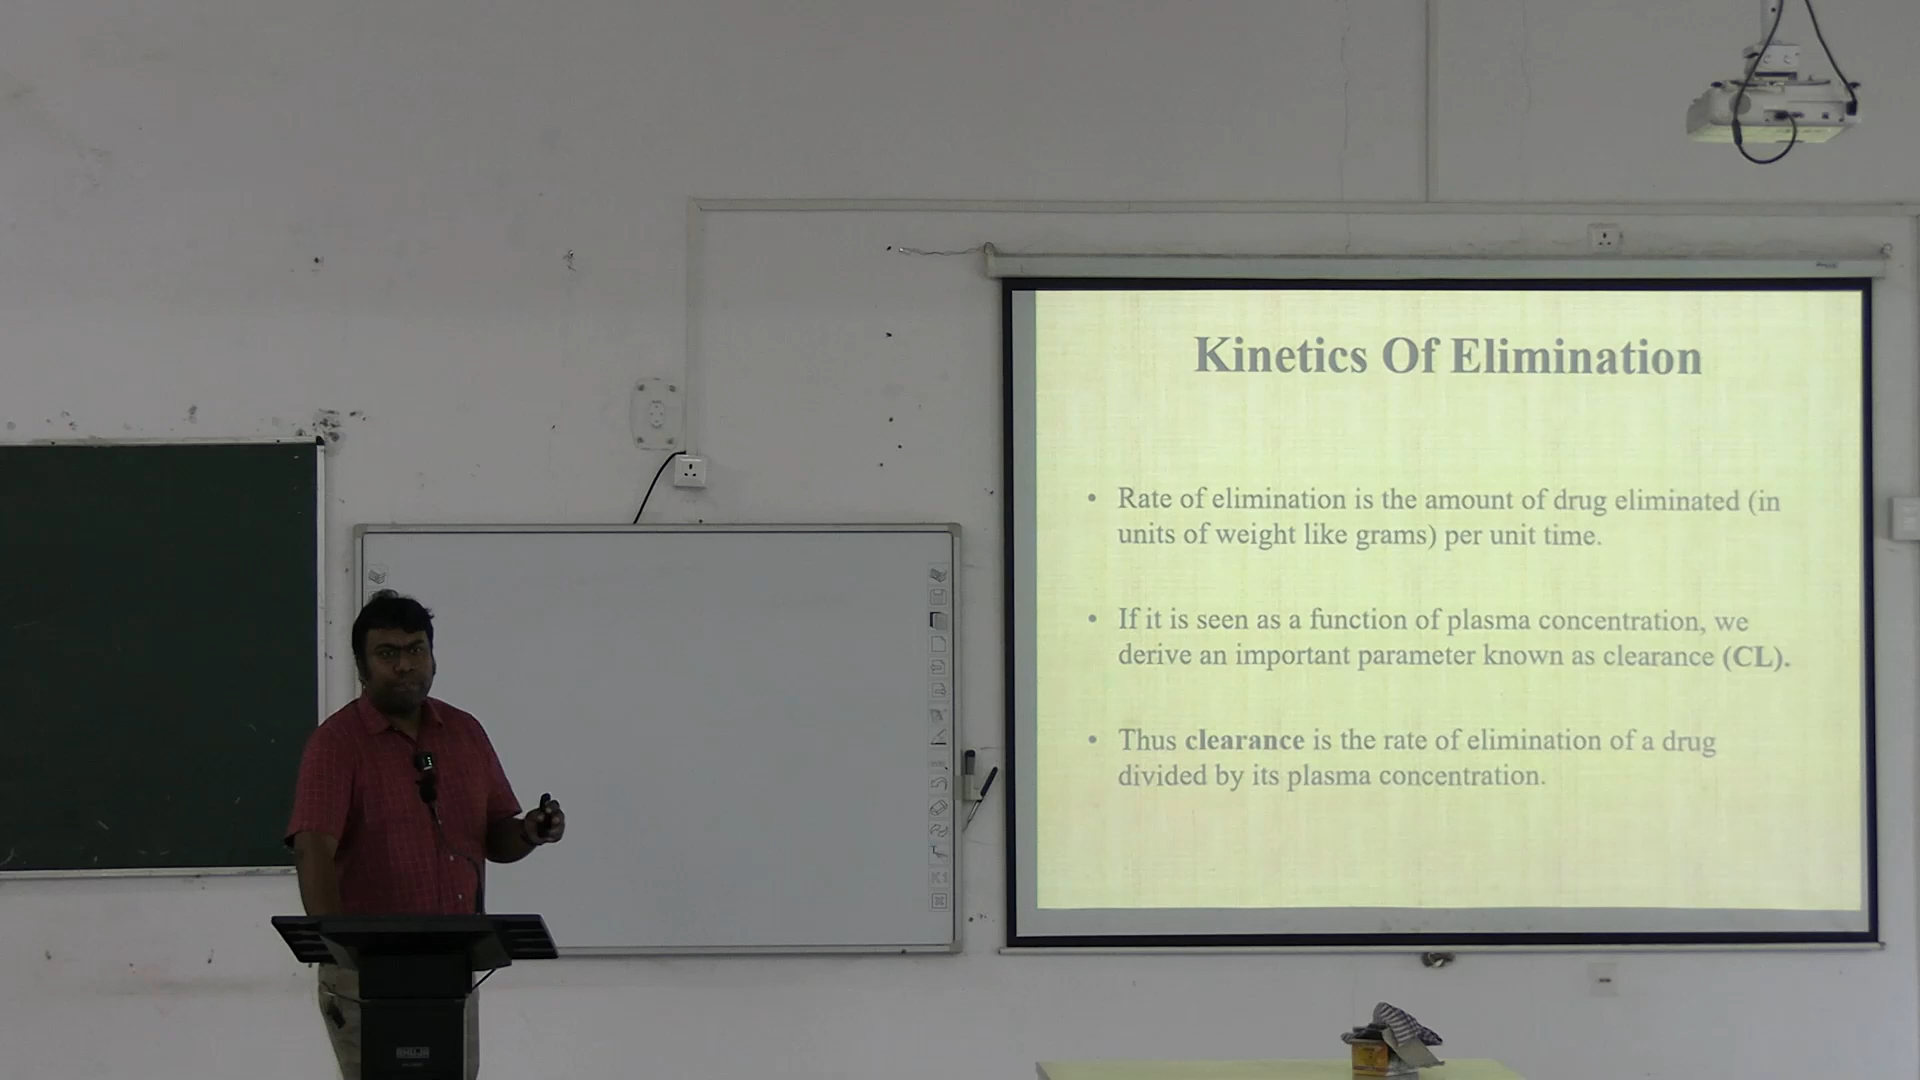 Kinetics Of Elimination
• Rate of elimination is the amount of drug eliminated (in
units of weight like grams) per unit time.
• If it is seen as a function of plasma concentration, we
derive an important parameter known as clearance (CL).
• Thus clearance is the rate of elimination of a drug
divided by its plasma concentration.
AHUJA